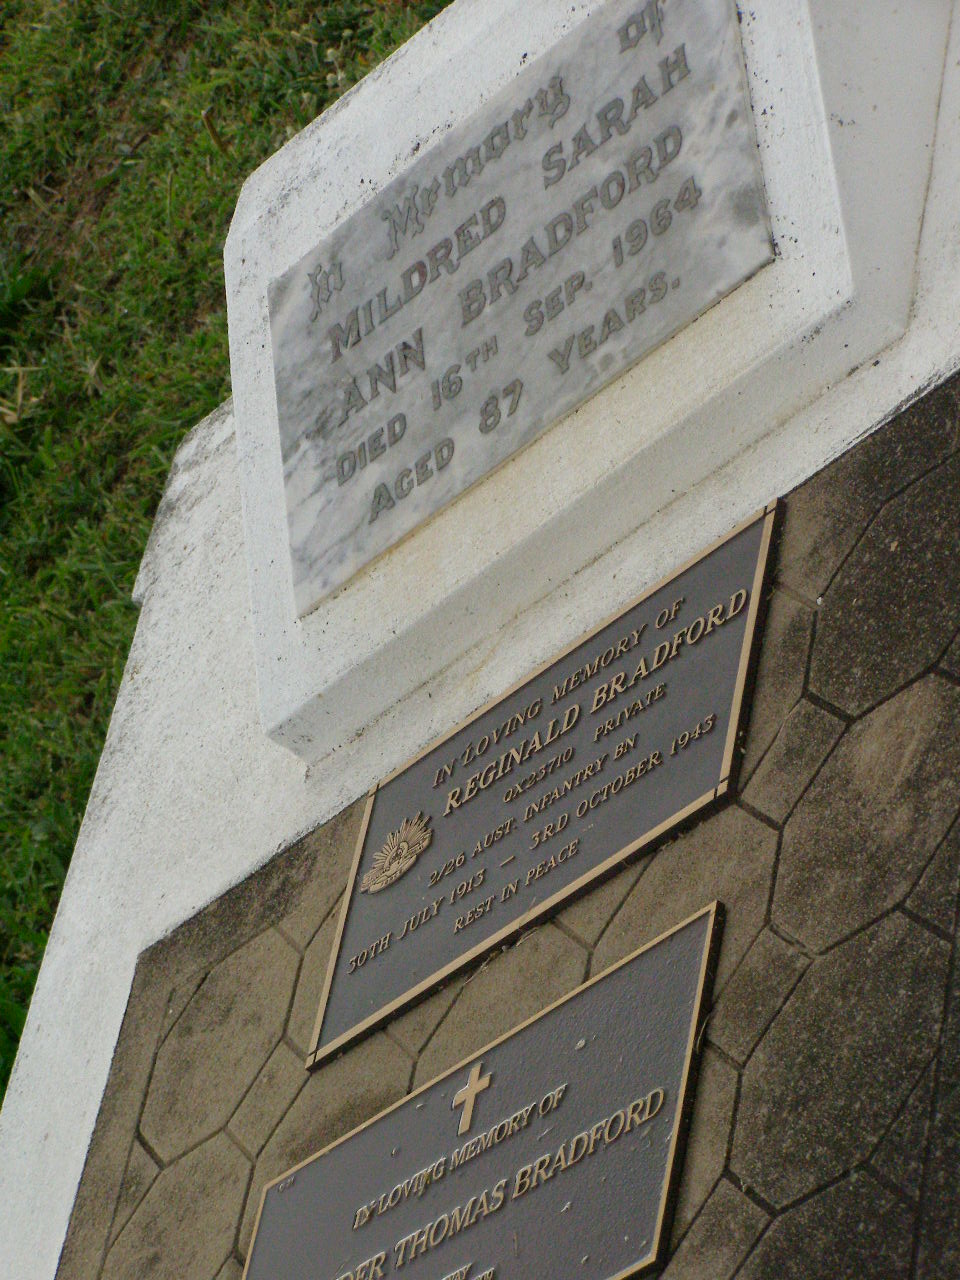 In Memory of
MILDRED SARAH
ANN BRADFORD
DIED 16TH SEP. 1964
AGED 87 YEARS.
IN LOVING MEMORY OF
REGINALD BRADFORD
QX23710 PRIVATE
2/26 AUST. INFANTRY BN
30TH JULY 1913 — 3RD OCTOBER 1943
REST IN PEACE
IN LOVING MEMORY OF
THOMAS BRADFORD